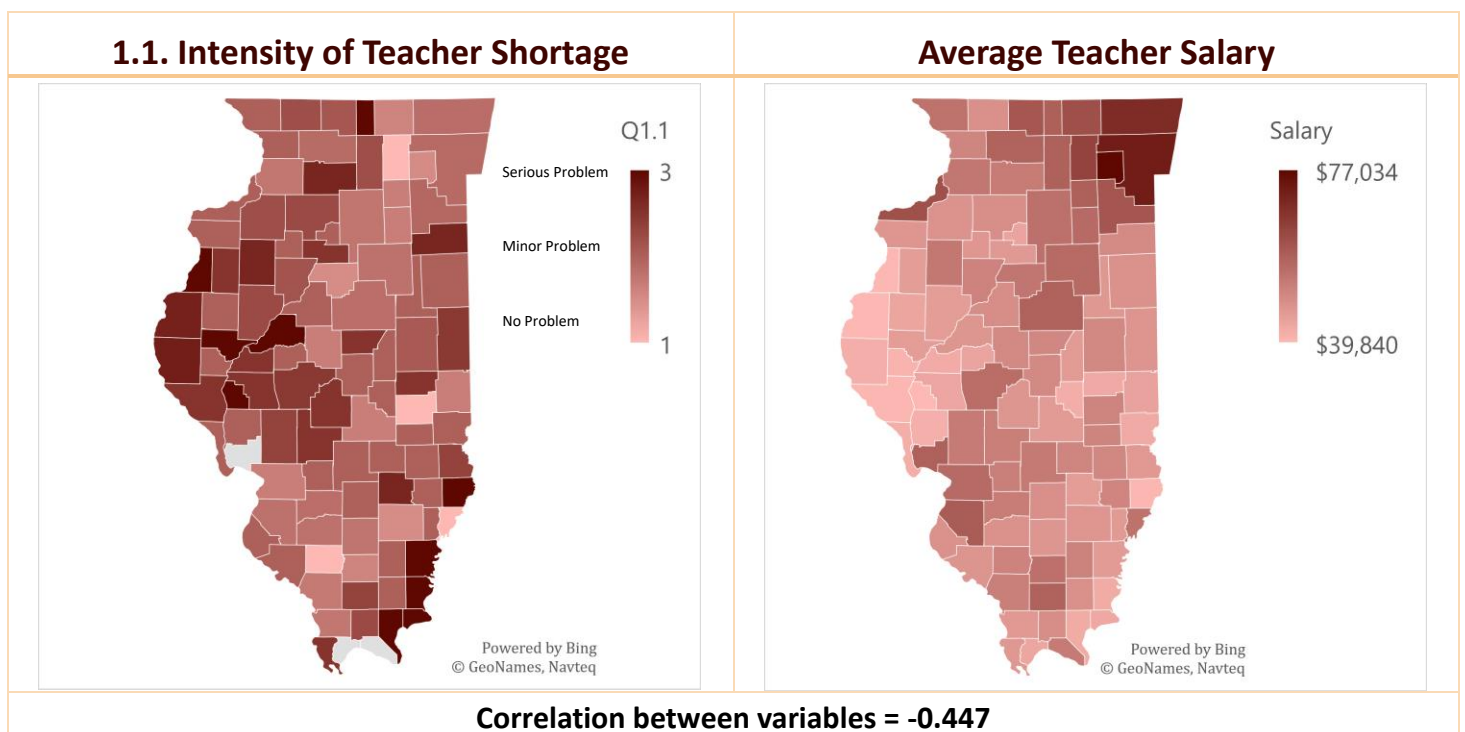 1.1. Intensity of Teacher Shortage
Average Teacher Salary
Q1.1
Serious Problem
3
Minor Problem
No Problem
1
Powered by Bing
© GeoNames, Navteq
Salary
$77,034
$39,840
Powered by Bing
© GeoNames, Navteq
Correlation between variables = -0.447